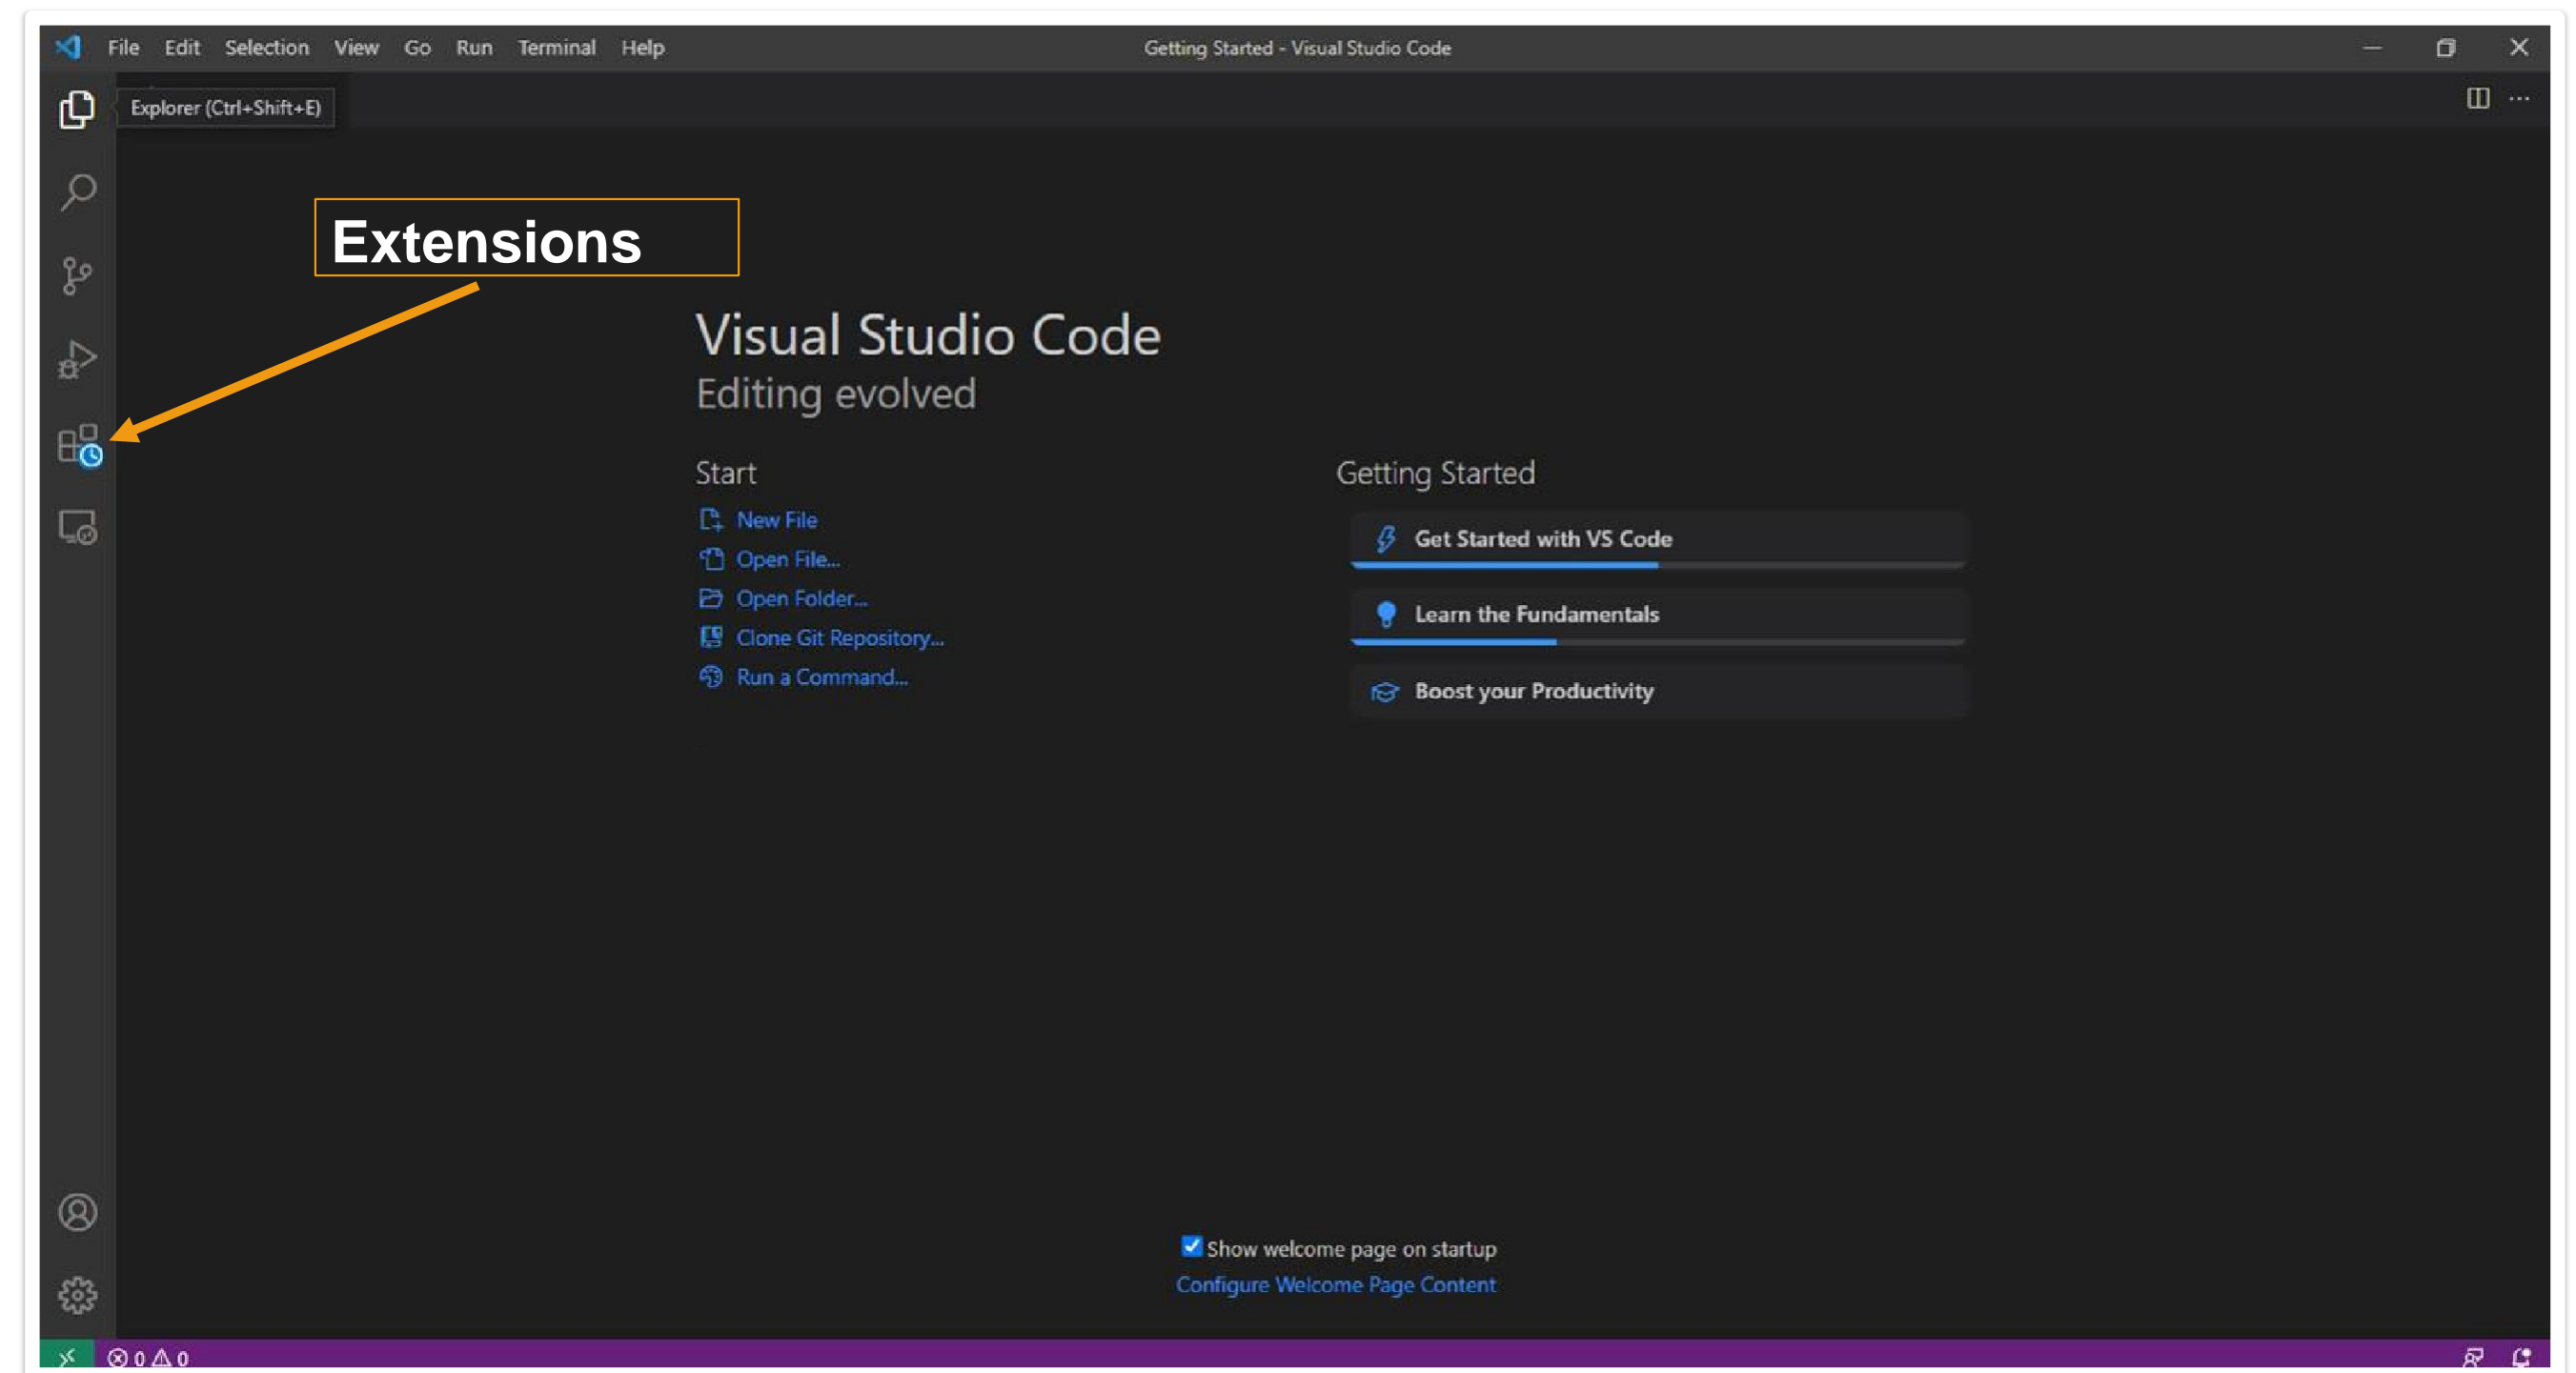 File Edit Selection View Go Run Terminal Help
Getting Started - Visual Studio Code
Explorer (Ctrl+Shift+E)
Extensions
Visual Studio Code
Editing evolved
Start
New File
Open File...
Open Folder...
Clone Git Repository...
Run a Command...
Getting Started
Get Started with VS Code
Learn the Fundamentals
Boost your Productivity
Show welcome page on startup
Configure Welcome Page Content
0 0